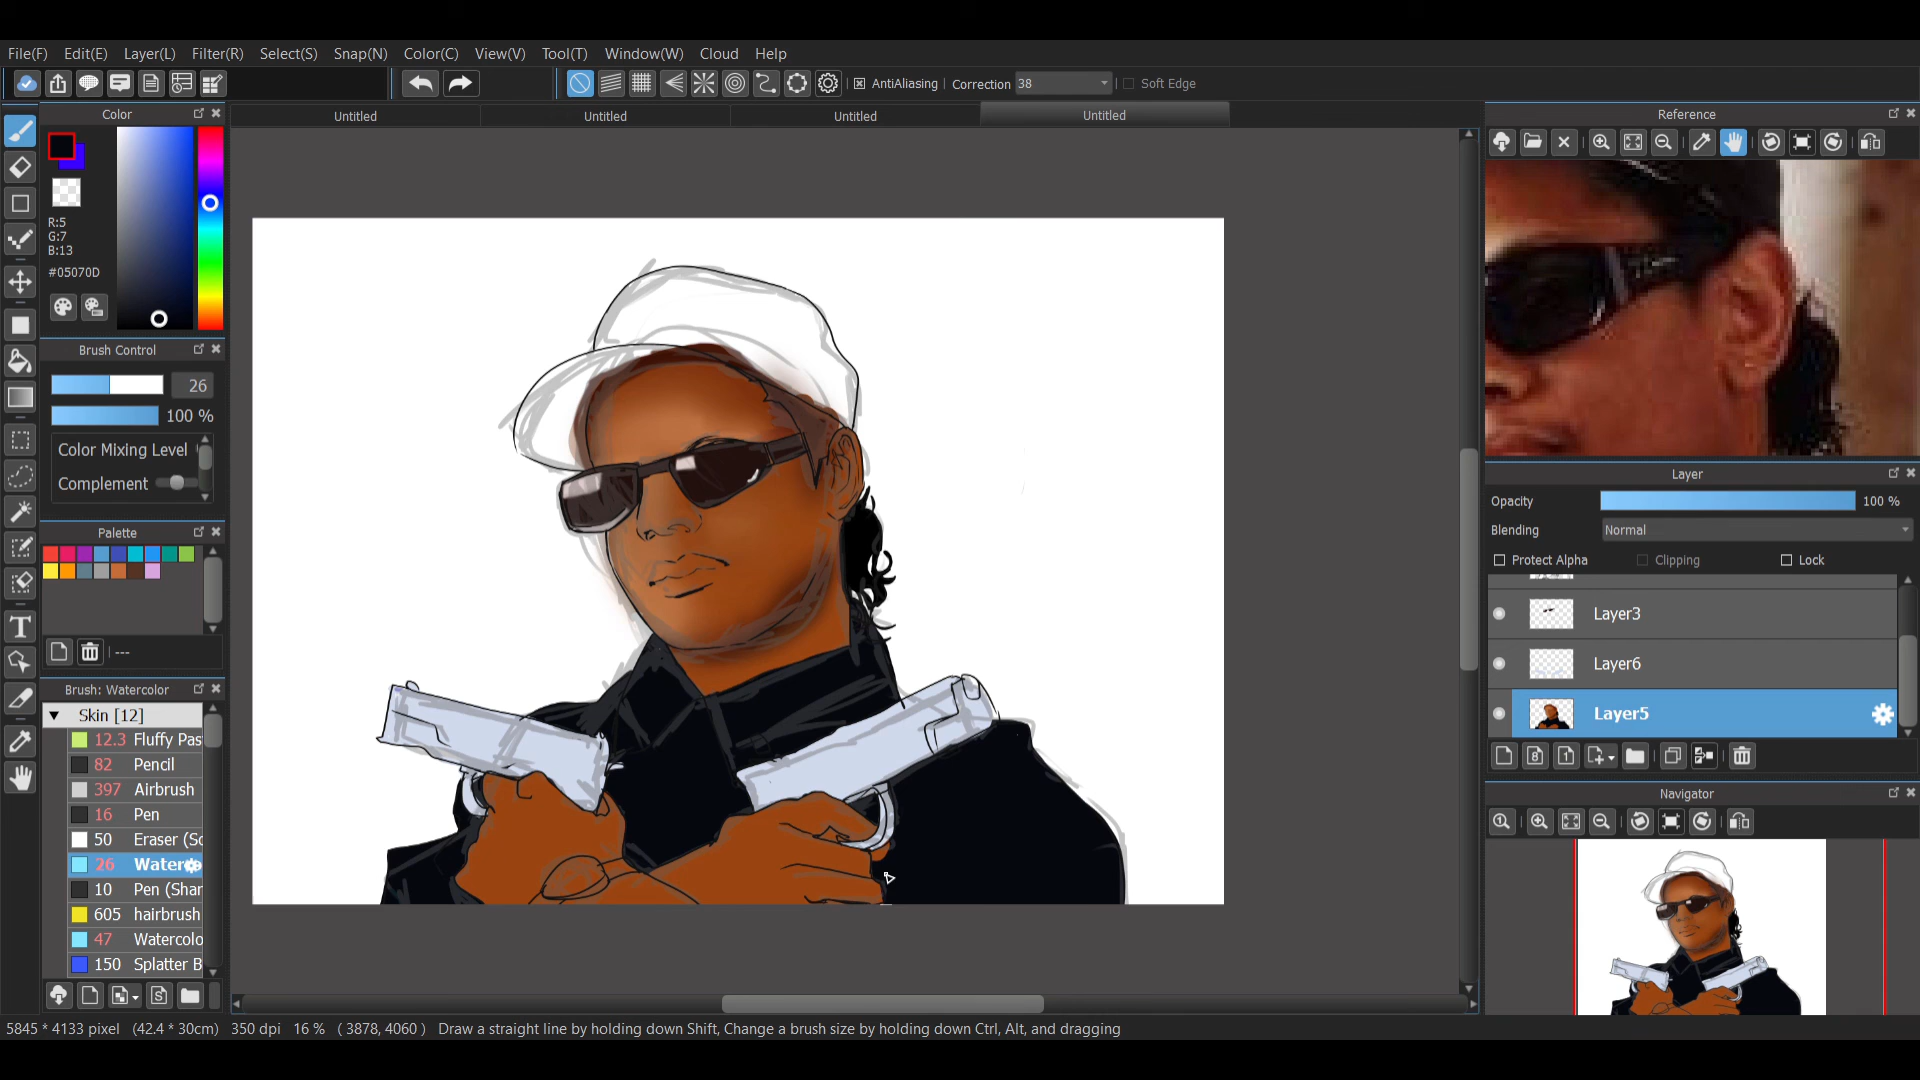 File(F) Edit(E) Layer(L) Filter(R) Select(S) Snap(N) Color(C) View(V) Tool(T) Window(W) Cloud Help
AntiAliasing Correction 38 Soft Edge
Color
Untitled Untitled Untitled Untitled
Reference
R:5
G:7
B:13
#05070D
Brush Control
26
100 %
Color Mixing Level
Complement
Palette
---
Brush: Watercolor
Skin [12]
12.3 Fluffy Pas
82 Pencil
397 Airbrush
16 Pen
50 Eraser (So
26 Waterc
10 Pen (Shar
605 hairbrush
47 Watercolo
150 Splatter B
Layer
Opacity 100 %
Blending Normal
Protect Alpha Clipping Lock
Layer3
Layer6
Layer5
Navigator
5845 * 4133 pixel (42.4 * 30cm) 350 dpi 16 % ( 3878, 4060 ) Draw a straight line by holding down Shift, Change a brush size by holding down Ctrl, Alt, and dragging